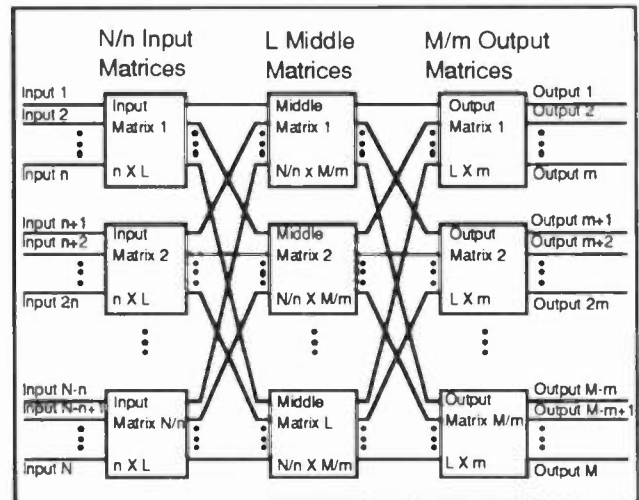 N/n Input Matrices
L Middle Matrices
M/m Output Matrices
Input 1
Input 2
Input n
Input Matrix 1
n X L
Middle Matrix 1
N/n x M/m
Output Matrix 1
L X m
Output 1
Output 2
Output m
Input n+1
Input n+2
Input 2n
Input Matrix 2
n X L
Middle Matrix 2
N/n X M/m
Output Matrix 2
L X m
Output m+1
Output m+2
Output 2m
Input N-n
Input N-n+1
Input N
Input Matrix N/n
n X L
Middle Matrix L
N/n X M/m
Output Matrix M/m
L X m
Output M-m
Output M-m+1
Output M